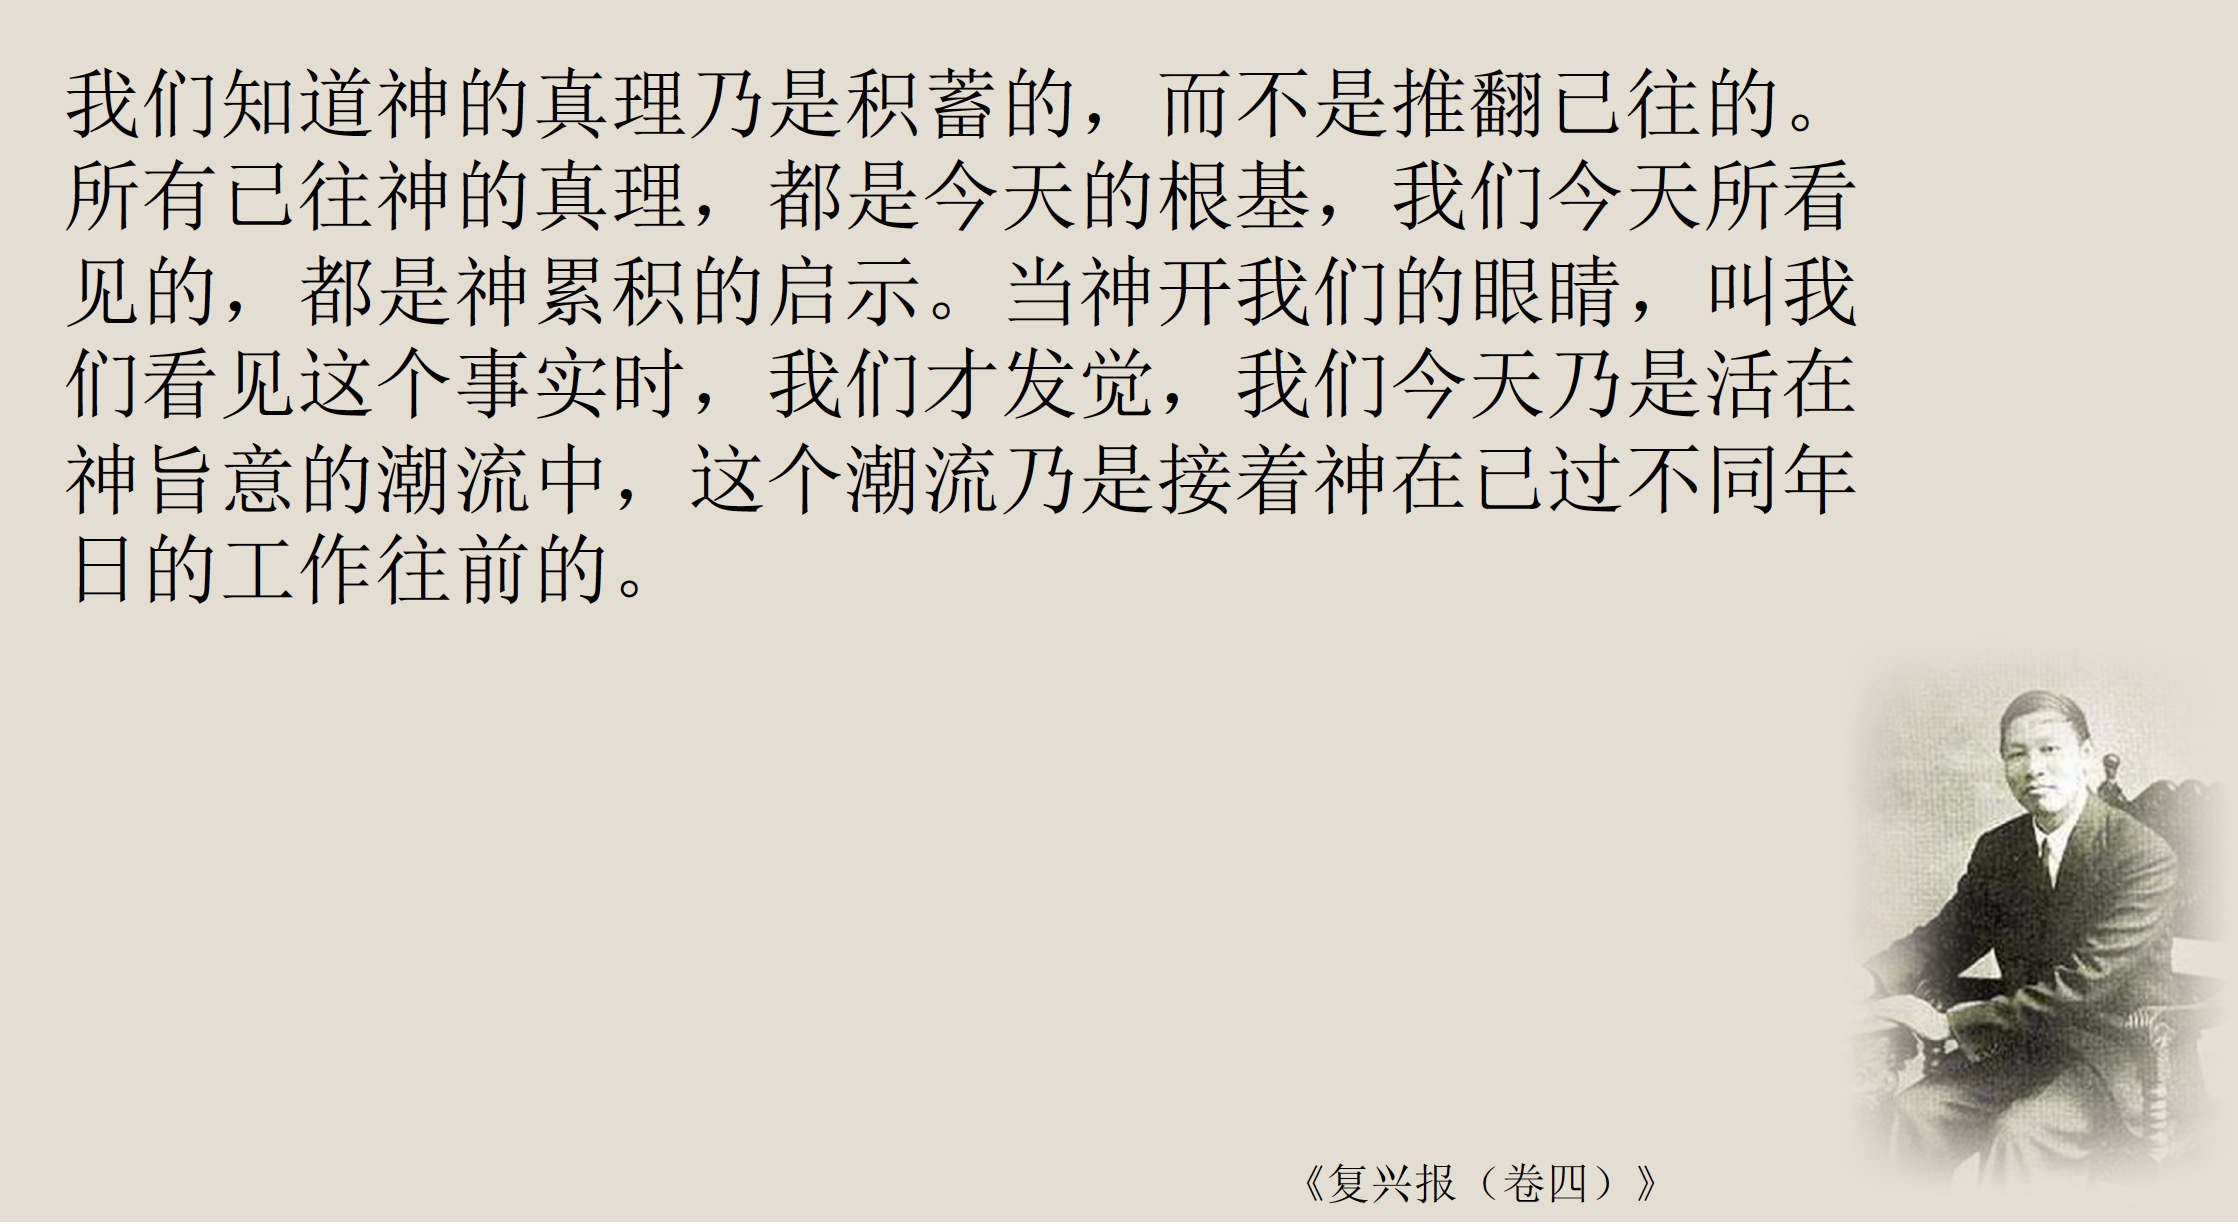 我们知道神的真理乃是积蓄的，而不是推翻已往的。
所有已往神的真理，都是今天的根基，我们今天所看
见的，都是神累积的启示。当神开我们的眼睛，叫我
们看见这个事实时，我们才发觉，我们今天乃是活在
神旨意的潮流中，这个潮流乃是接着神在已过不同年
日的工作往前的。
《复兴报（卷四）》